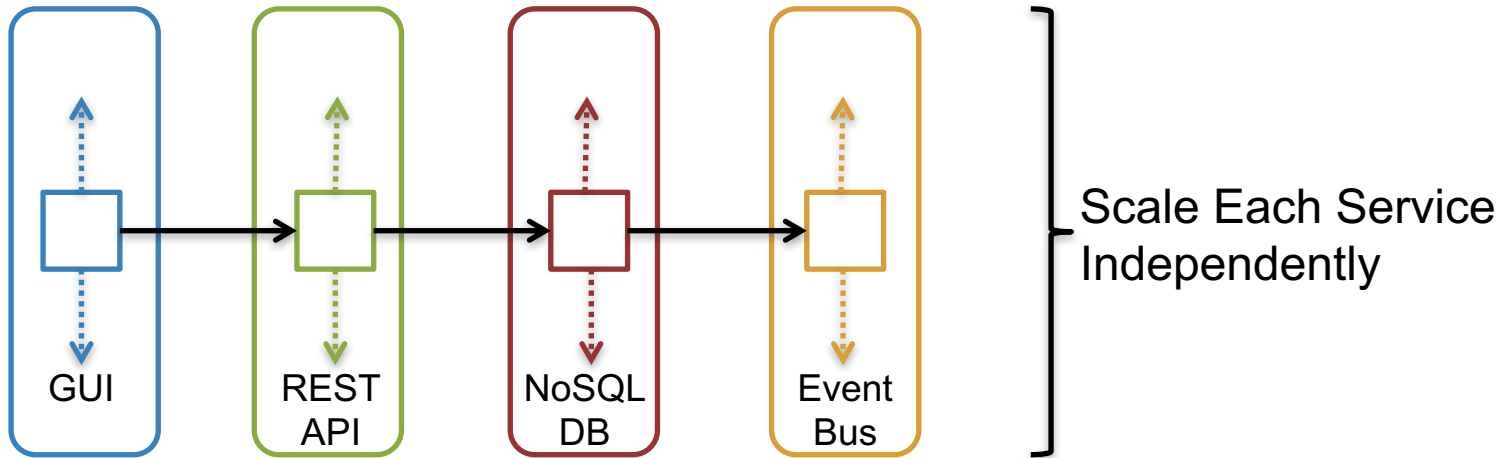 GUI
REST
API
NoSQL
DB
Event
Bus
Scale Each Service
Independently